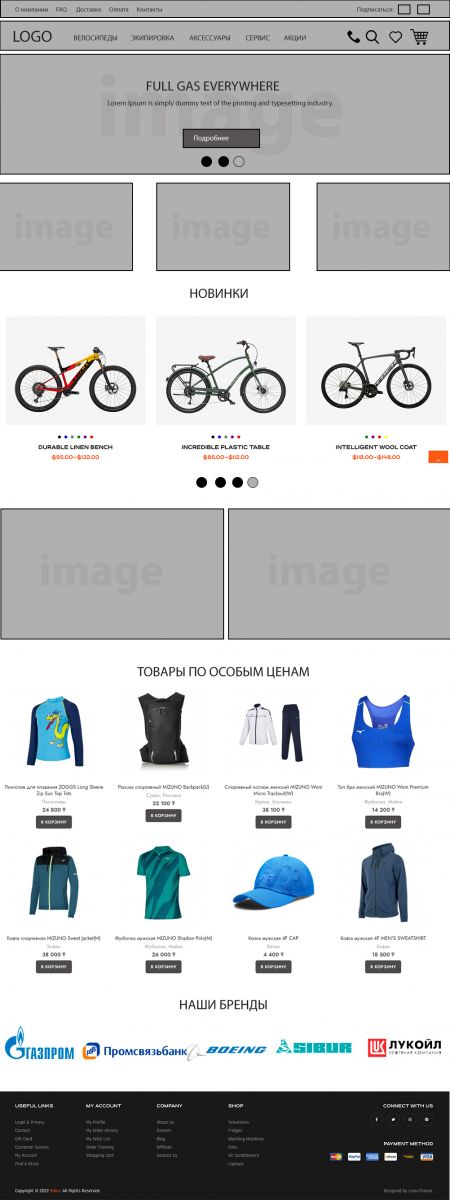 О компании FAQ Доставка Оплата Контакты Подписаться:
LOGO ВЕЛОСИПЕДЫ ЭКИПИРОВКА АКСЕССУАРЫ СЕРВИС АКЦИИ
image
FULL GAS EVERYWHERE
Lorem Ipsum is simply dummy text of the printing and typesetting industry.
Подробнее
image image image
НОВИНКИ
DURABLE LINEN BENCH INCREDIBLE PLASTIC TABLE INTELLIGENT WOOL COAT
$95.00–$132.00 $85.00–$112.00 $118.00–$148.00
image image
ТОВАРЫ ПО ОСОБЫМ ЦЕНАМ
Лонгслив для плавания ZOGGS Long Sleeve Рюкзак спортивный MIZUNO Backpack(U) Спортивный костюм женский MIZUNO Wom Топ бра женский MIZUNO Wom Premium
Zip Sun Top Tots Сумки, Рюкзаки Micro Tracksuit(W) Bra(W)
Лонгсливы 32 100 ₸ Куртки, Костюмы Футболки, Майки
24 800 ₸ В КОРЗИНУ 38 100 ₸ 14 200 ₸
В КОРЗИНУ В КОРЗИНУ В КОРЗИНУ
Кофта спортивная MIZUNO Sweat Jacket(M) Футболка мужская MIZUNO Shadow Polo(M) Кепка мужская 4F CAP Кофта мужская 4F MEN'S SWEATSHIRT
Кофты Футболки, Майки Кепки Кофты
38 000 ₸ 26 000 ₸ 4 400 ₸ 18 500 ₸
В КОРЗИНУ В КОРЗИНУ В КОРЗИНУ В КОРЗИНУ
НАШИ БРЕНДЫ
ГАЗПРОМ Промсвязьбанк BOEING SIBUR ЛУКОЙЛ
НЕФТЯНАЯ КОМПАНИЯ
USEFUL LINKS MY ACCOUNT COMPANY SHOP CONNECT WITH US
Legal & Privacy My Profile About Us Televisions
Contact My Order History Careers Fridges
Gift Card My Wish List Blog Washing Machines
Customer Service Order Tracking Affiliate Fans PAYMENT METHOD
My Account Shopping Cart Contact Us Air Conditioners
Find A Store Laptops
Copyright © 2022 Rides. All Rights Reserved. Designed by LexusTheme.